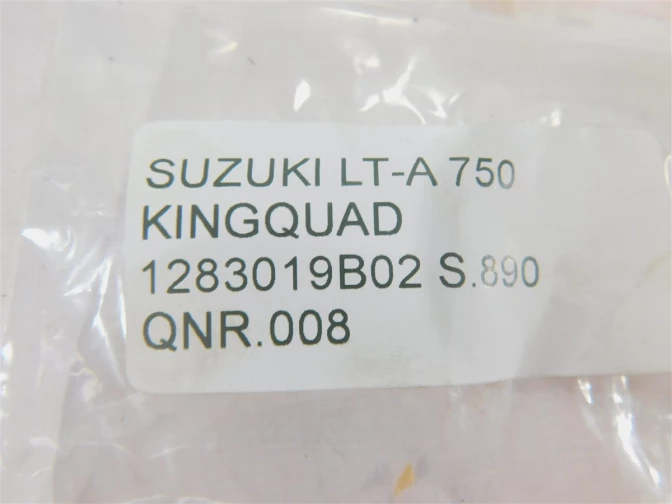 SUZUKI LT-A 750
KINGQUAD
1283019B02 S.890
QNR.008